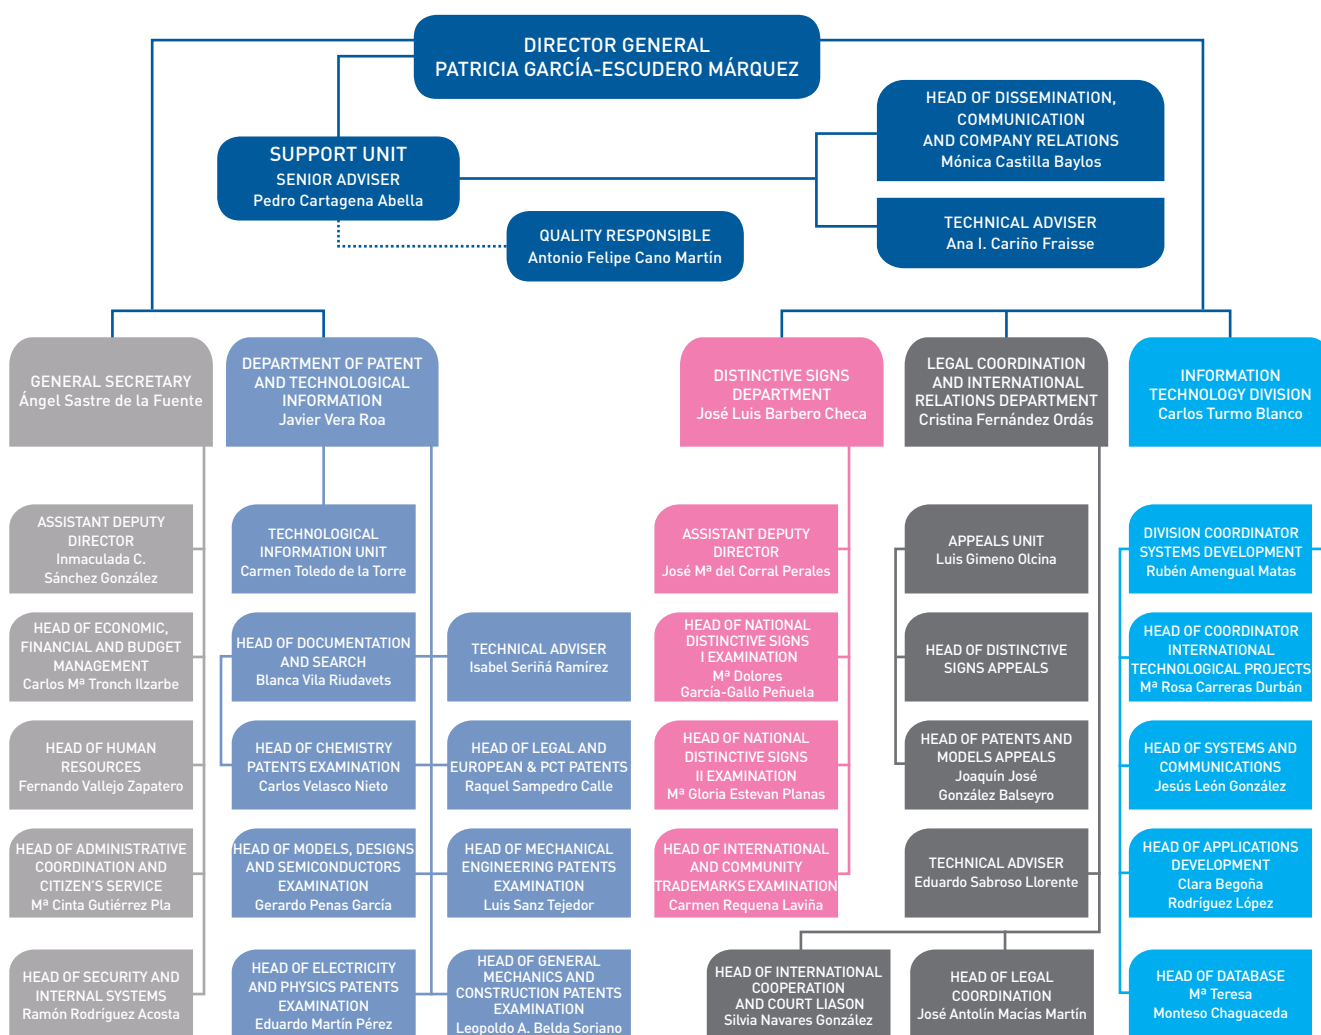 DIRECTOR GENERAL
PATRICIA GARCÍA-ESCUDERO MÁRQUEZ
HEAD OF DISSEMINATION,
COMMUNICATION
AND COMPANY RELATIONS
Mónica Castilla Baylos
SUPPORT UNIT
SENIOR ADVISER
Pedro Cartagena Abella
TECHNICAL ADVISER
Ana I. Cariño Fraisse
QUALITY RESPONSIBLE
Antonio Felipe Cano Martín
GENERAL SECRETARY
Ángel Sastre de la Fuente
DEPARTMENT OF PATENT
AND TECHNOLOGICAL
INFORMATION
Javier Vera Roa
DISTINCTIVE SIGNS
DEPARTMENT
José Luis Barbero Checa
LEGAL COORDINATION
AND INTERNATIONAL
RELATIONS DEPARTMENT
Cristina Fernández Ordás
INFORMATION
TECHNOLOGY DIVISION
Carlos Turmo Blanco
ASSISTANT DEPUTY
DIRECTOR
Inmaculada C.
Sánchez González
TECHNOLOGICAL
INFORMATION UNIT
Carmen Toledo de la Torre
ASSISTANT DEPUTY
DIRECTOR
José Mª del Corral Perales
APPEALS UNIT
Luis Gimeno Olcina
DIVISION COORDINATOR
SYSTEMS DEVELOPMENT
Rubén Amengual Matas
HEAD OF ECONOMIC,
FINANCIAL AND BUDGET
MANAGEMENT
Carlos Mª Tronch Ilzarbe
HEAD OF DOCUMENTATION
AND SEARCH
Blanca Vila Riudavets
TECHNICAL ADVISER
Isabel Seriñá Ramírez
HEAD OF NATIONAL
DISTINCTIVE SIGNS
I EXAMINATION
Mª Dolores
García-Gallo Peñuela
HEAD OF DISTINCTIVE
SIGNS APPEALS
HEAD OF COORDINATOR
INTERNATIONAL
TECHNOLOGICAL PROJECTS
Mª Rosa Carreras Durbán
HEAD OF HUMAN
RESOURCES
Fernando Vallejo Zapatero
HEAD OF CHEMISTRY
PATENTS EXAMINATION
Carlos Velasco Nieto
HEAD OF LEGAL AND
EUROPEAN & PCT PATENTS
Raquel Sampedro Calle
HEAD OF NATIONAL
DISTINCTIVE SIGNS
II EXAMINATION
Mª Gloria Estevan Planas
HEAD OF PATENTS AND
MODELS APPEALS
Joaquín José
González Balseyro
HEAD OF SYSTEMS AND
COMMUNICATIONS
Jesús León González
HEAD OF ADMINISTRATIVE
COORDINATION AND
CITIZEN'S SERVICE
Mª Cinta Gutiérrez Pla
HEAD OF MODELS, DESIGNS
AND SEMICONDUCTORS
EXAMINATION
Gerardo Penas García
HEAD OF MECHANICAL
ENGINEERING PATENTS
EXAMINATION
Luis Sanz Tejedor
HEAD OF INTERNATIONAL
AND COMMUNITY
TRADEMARKS EXAMINATION
Carmen Requena Laviña
TECHNICAL ADVISER
Eduardo Sabroso Llorente
HEAD OF APPLICATIONS
DEVELOPMENT
Clara Begoña
Rodríguez López
HEAD OF SECURITY AND
INTERNAL SYSTEMS
Ramón Rodríguez Acosta
HEAD OF ELECTRICITY
AND PHYSICS PATENTS
EXAMINATION
Eduardo Martín Pérez
HEAD OF GENERAL
MECHANICS AND
CONSTRUCTION PATENTS
EXAMINATION
Leopoldo A. Belda Soriano
HEAD OF INTERNATIONAL
COOPERATION
AND COURT LIASON
Silvia Navares González
HEAD OF LEGAL
COORDINATION
José Antolín Macías Martín
HEAD OF DATABASE
Mª Teresa
Monteso Chaguaceda